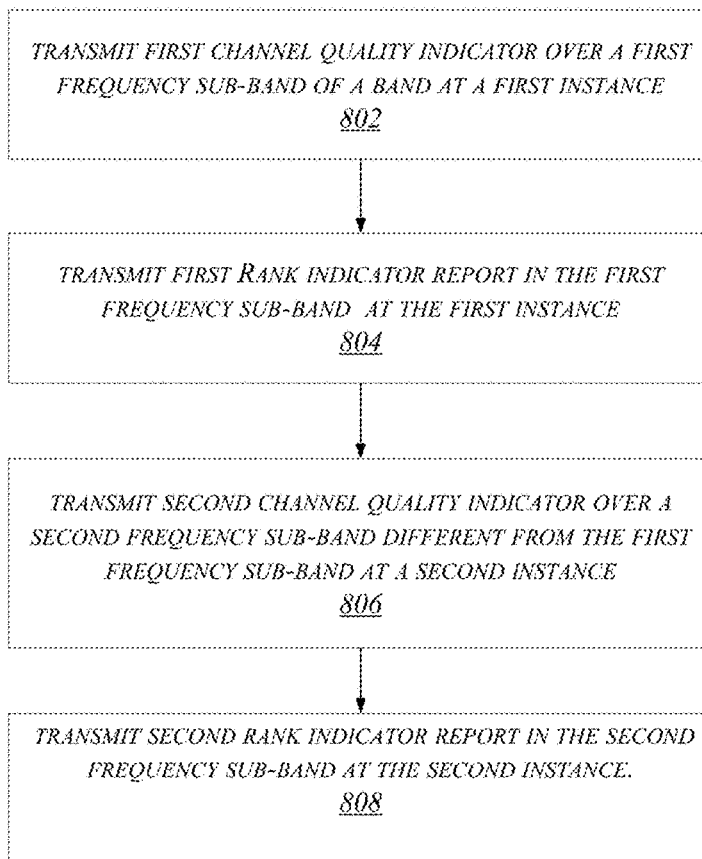 TRANSMIT FIRST CHANNEL QUALITY INDICATOR OVER A FIRST
FREQUENCY SUB-BAND OF A BAND AT A FIRST INSTANCE
802
TRANSMIT FIRST RANK INDICATOR REPORT IN THE FIRST
FREQUENCY SUB-BAND AT THE FIRST INSTANCE
804
TRANSMIT SECOND CHANNEL QUALITY INDICATOR OVER A
SECOND FREQUENCY SUB-BAND DIFFERENT FROM THE FIRST
FREQUENCY SUB-BAND AT A SECOND INSTANCE
806
TRANSMIT SECOND RANK INDICATOR REPORT IN THE SECOND
FREQUENCY SUB-BAND AT THE SECOND INSTANCE.
808